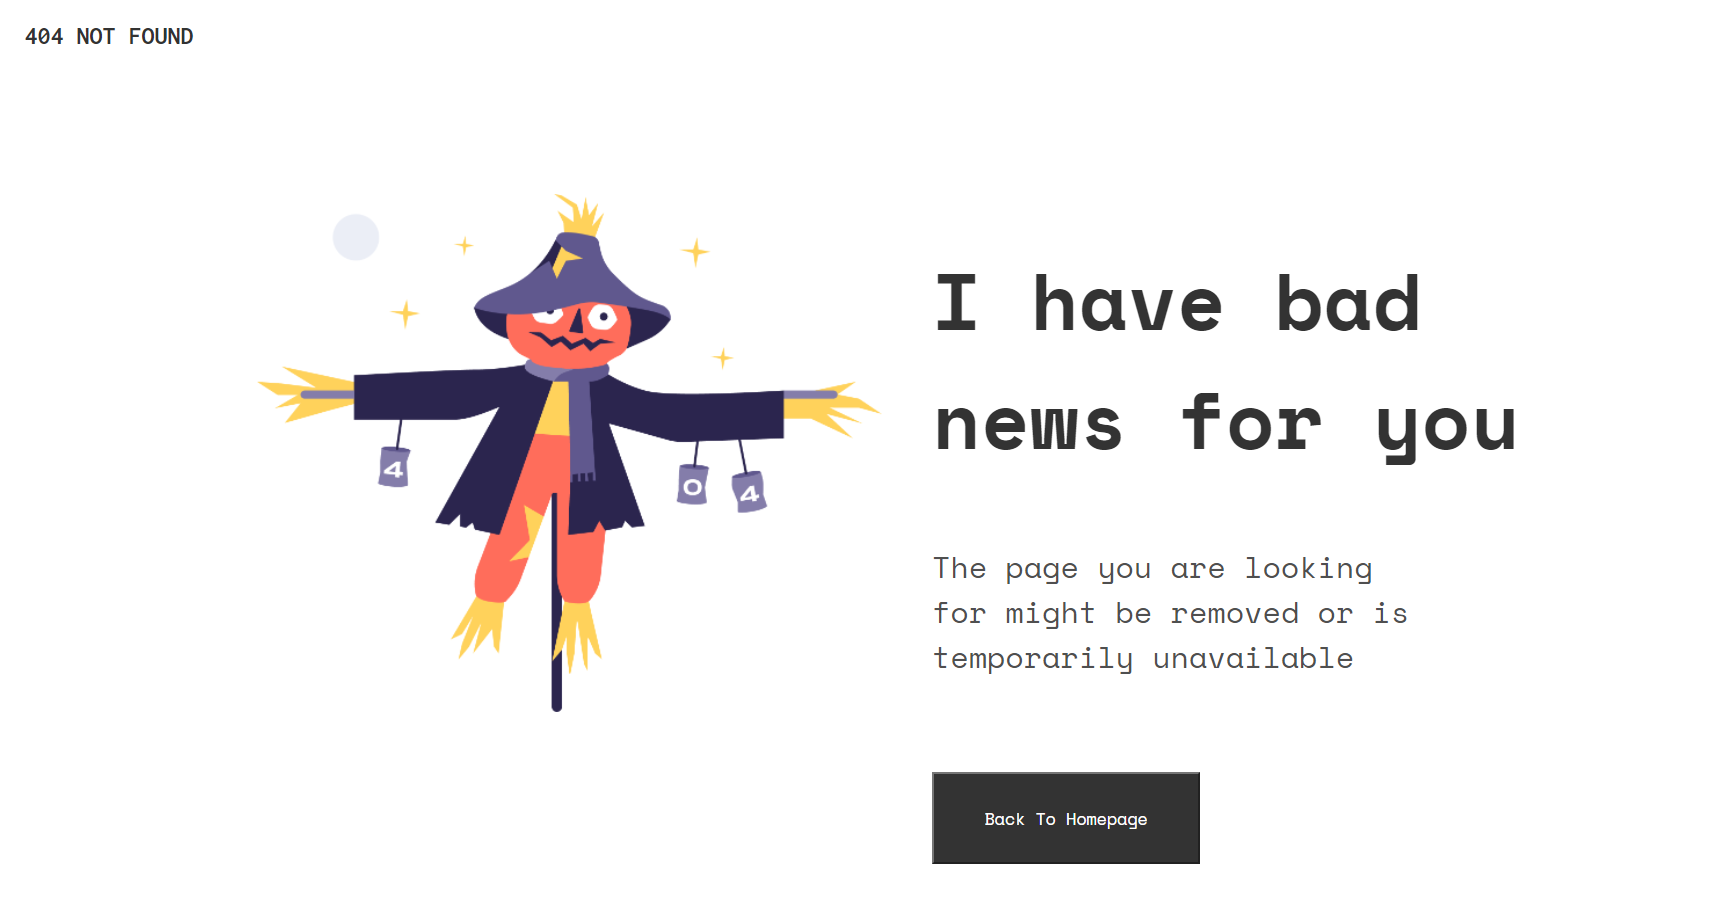 404 NOT FOUND
4
0
4
I have bad
news for you
The page you are looking
for might be removed or is
temporarily unavailable
Back To Homepage